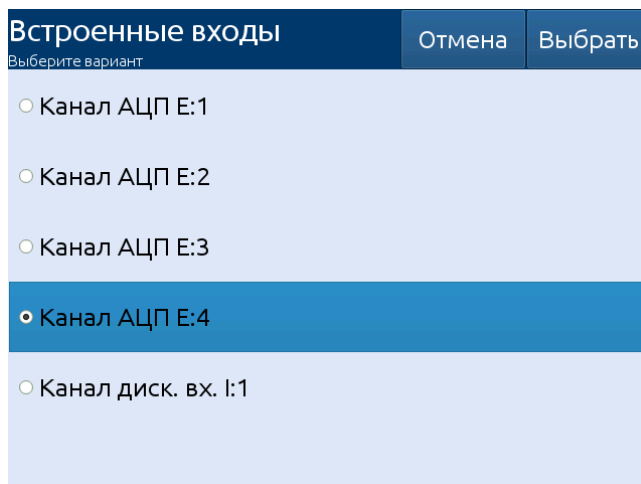 Встроенные входы
Выберите вариант
Отмена
Выбрать
Канал АЦП E:1
Канал АЦП E:2
Канал АЦП E:3
Канал АЦП E:4
Канал диск. вх. I:1